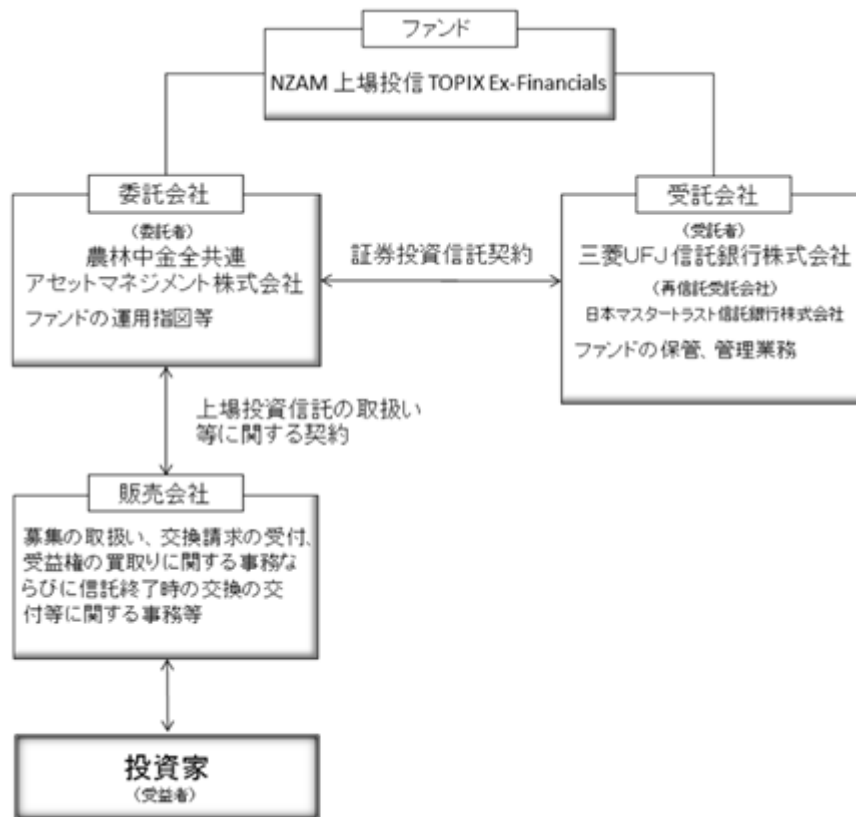 ファンド
NZAM 上場投信 TOPIX Ex-Financials
委託会社
（委託者）
農林中金全共連
アセットマネジメント株式会社
ファンドの運用指図等
証券投資信託契約
受託会社
（受託者）
三菱UFJ信託銀行株式会社
（再信託受託会社）
日本マスタートラスト信託銀行株式会社
ファンドの保管、管理業務
上場投資信託の取扱い
等に関する契約
販売会社
募集の取扱い、交換請求の受付、
受益権の買取りに関する事務な
らびに信託終了時の交換の交
付等に関する事務等
投資家
（受益者）